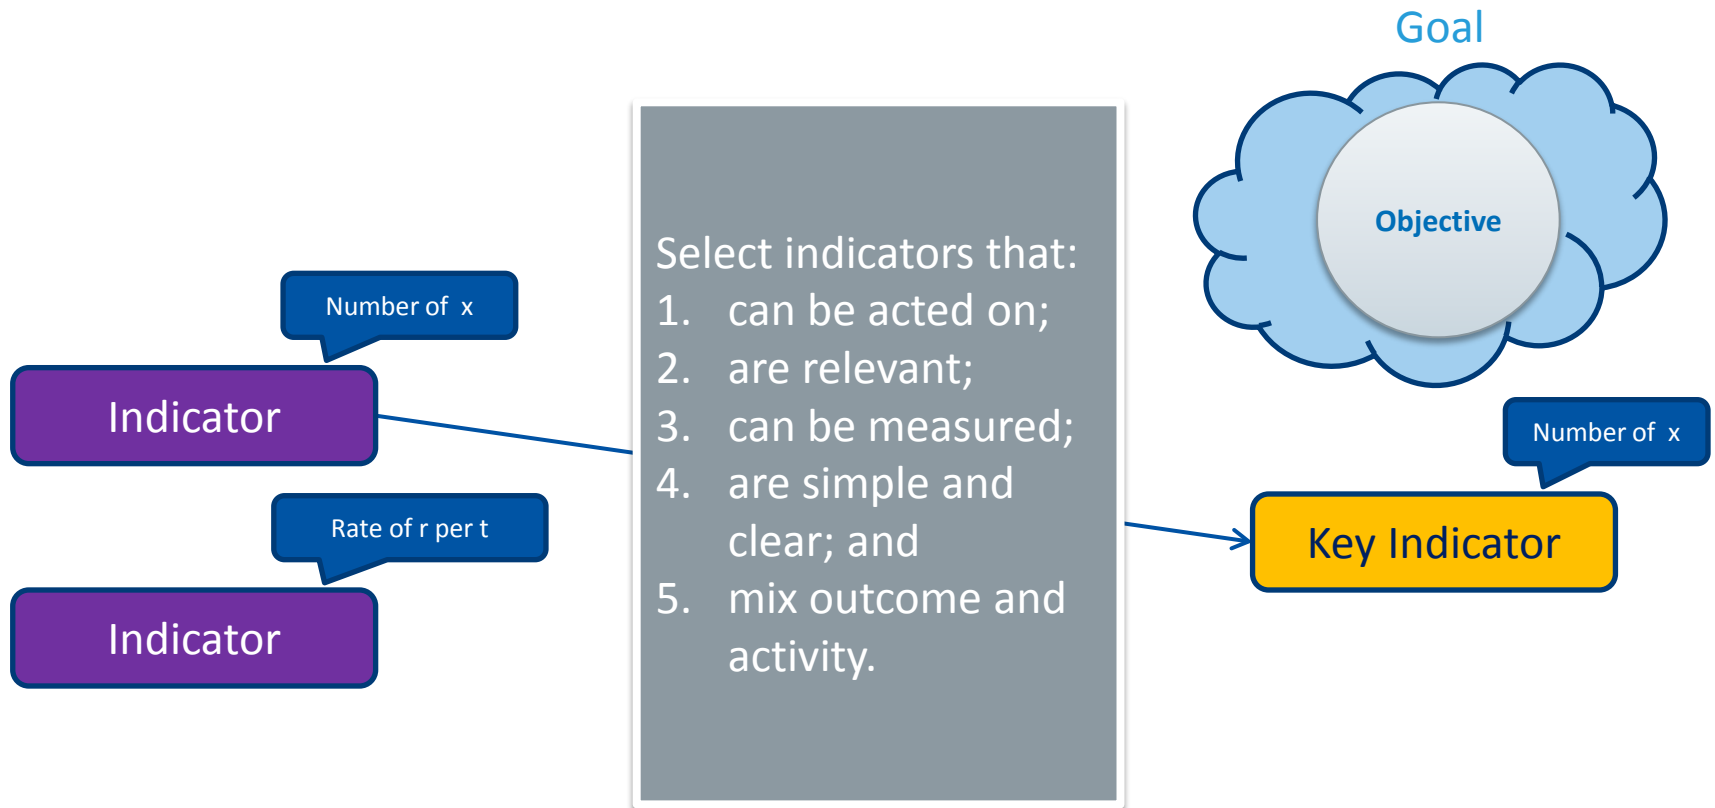 Goal
Objective
Select indicators that:
1. can be acted on;
2. are relevant;
3. can be measured;
4. are simple and
clear; and
5. mix outcome and
activity.
Number of x
Indicator
Rate of r per t
Indicator
Number of x
Key Indicator